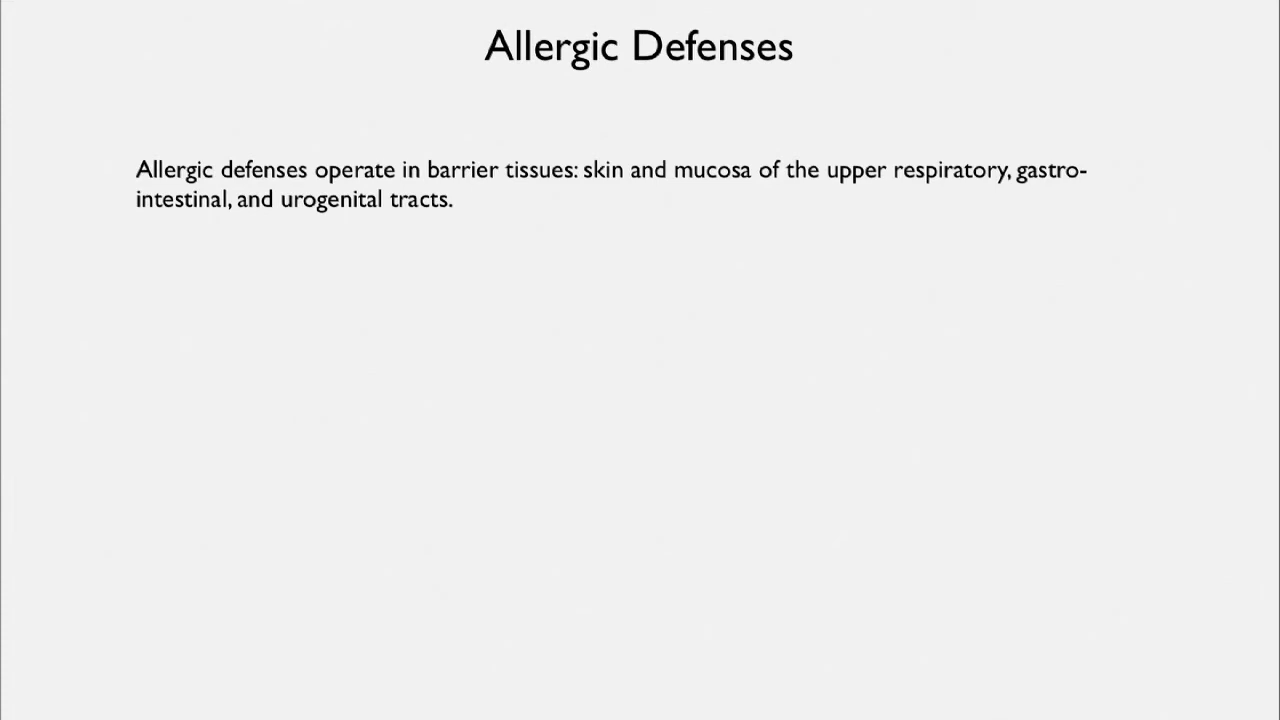 Allergic Defenses
Allergic defenses operate in barrier tissues: skin and mucosa of the upper respiratory, gastro-
intestinal, and urogenital tracts.